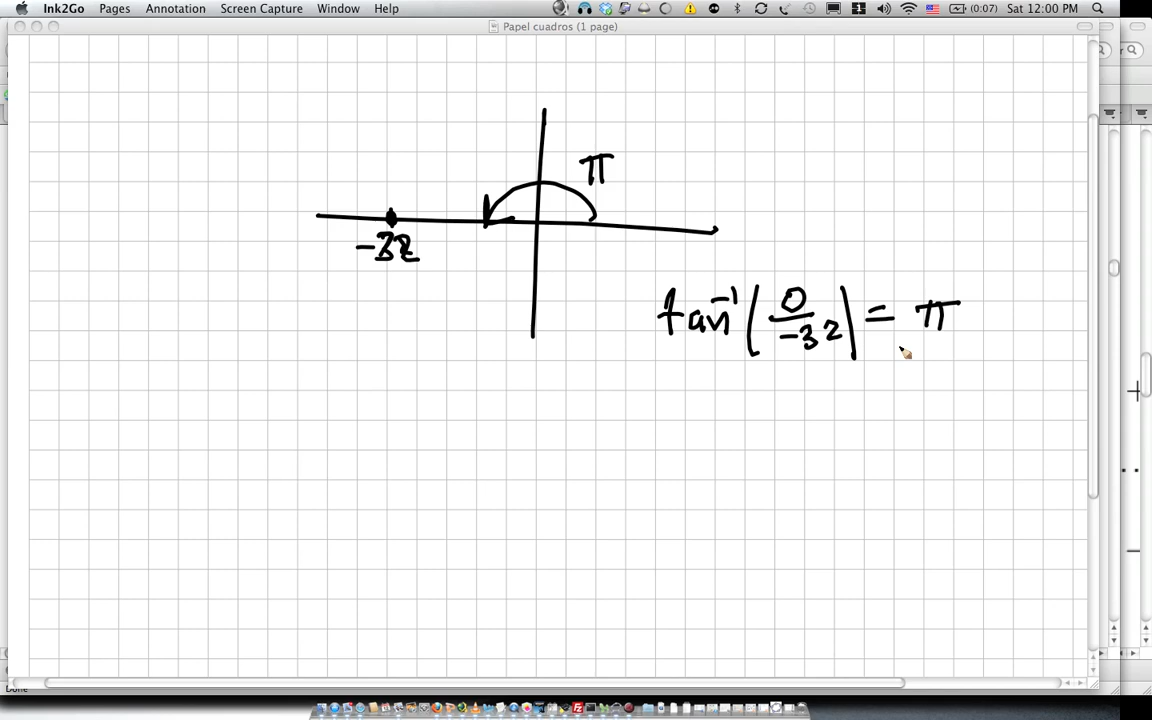 Ink2Go Pages Annotation Screen Capture Window Help (0:07) Sat 12:00 PM
Papel cuadros (1 page)
π
-32
tan⁻¹(0/-32) = π
Done